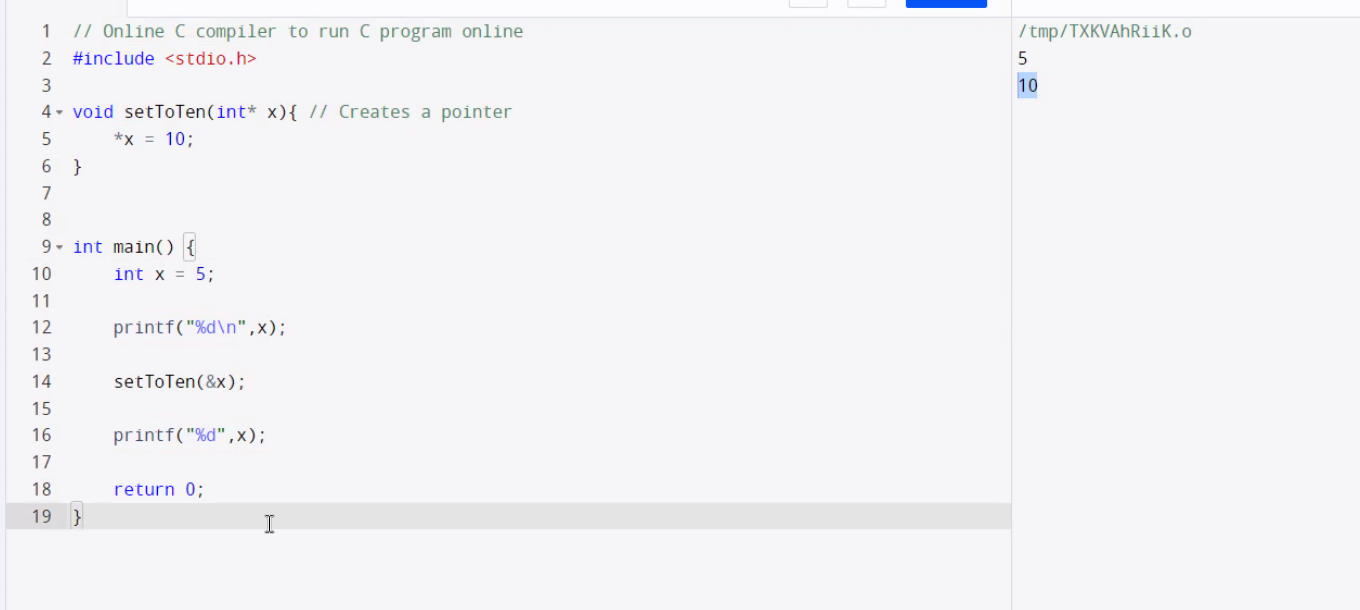 1 // Online C compiler to run C program online
2 #include <stdio.h>
3
4 void setToTen(int* x){ // Creates a pointer
5 *x = 10;
6 }
7
8
9 int main() {
10 int x = 5;
11
12 printf("%d\n",x);
13
14 setToTen(&x);
15
16 printf("%d",x);
17
18 return 0;
19 }
/tmp/TXKVAhRiiK.o
5
10